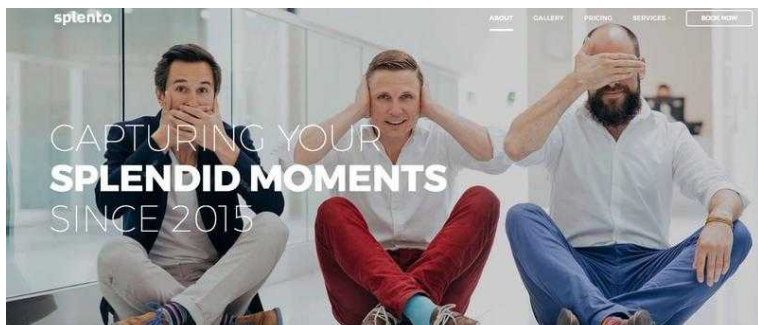 splento
ABOUT GALLERY PRICING SERVICES BOOK NOW
CAPTURING YOUR
SPLENDID MOMENTS
SINCE 2015